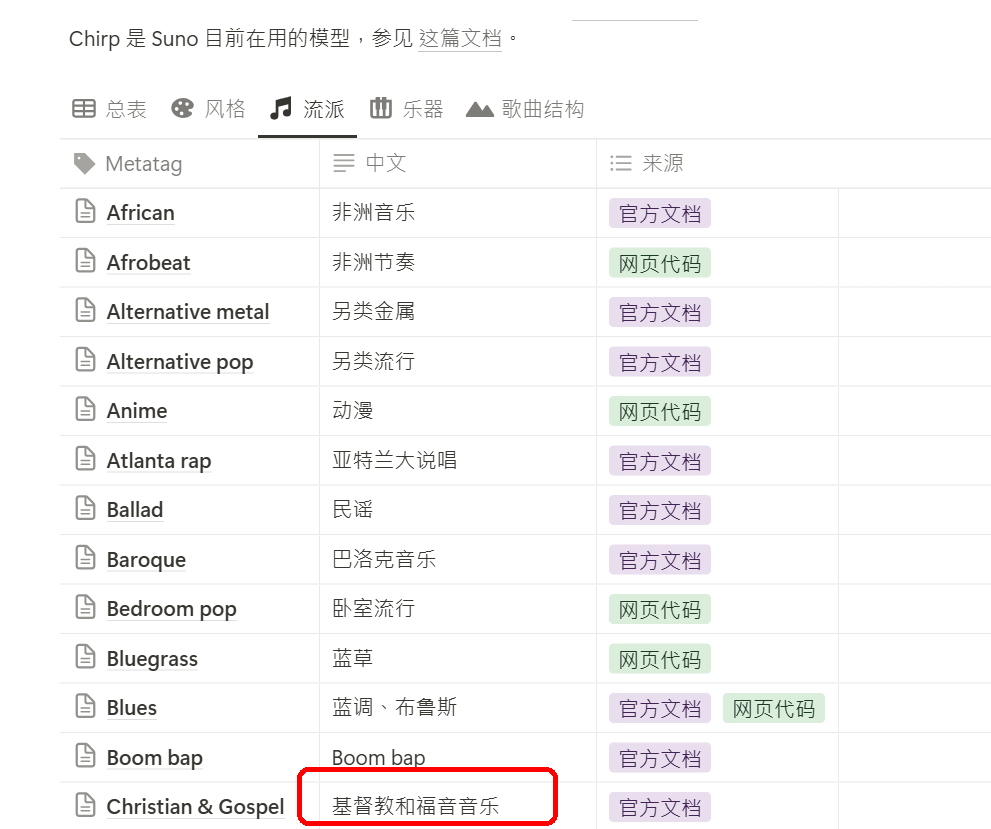 Chirp 是 Suno 目前在用的模型，参见 这篇文档。
总表 风格 流派 乐器 歌曲结构
Metatag 中文 来源
African 非洲音乐 官方文档
Afrobeat 非洲节奏 网页代码
Alternative metal 另类金属 官方文档
Alternative pop 另类流行 官方文档
Anime 动漫 网页代码
Atlanta rap 亚特兰大说唱 官方文档
Ballad 民谣 官方文档
Baroque 巴洛克音乐 官方文档
Bedroom pop 卧室流行 网页代码
Bluegrass 蓝草 网页代码
Blues 蓝调、布鲁斯 官方文档 网页代码
Boom bap Boom bap 官方文档
Christian & Gospel 基督教和福音音乐 官方文档